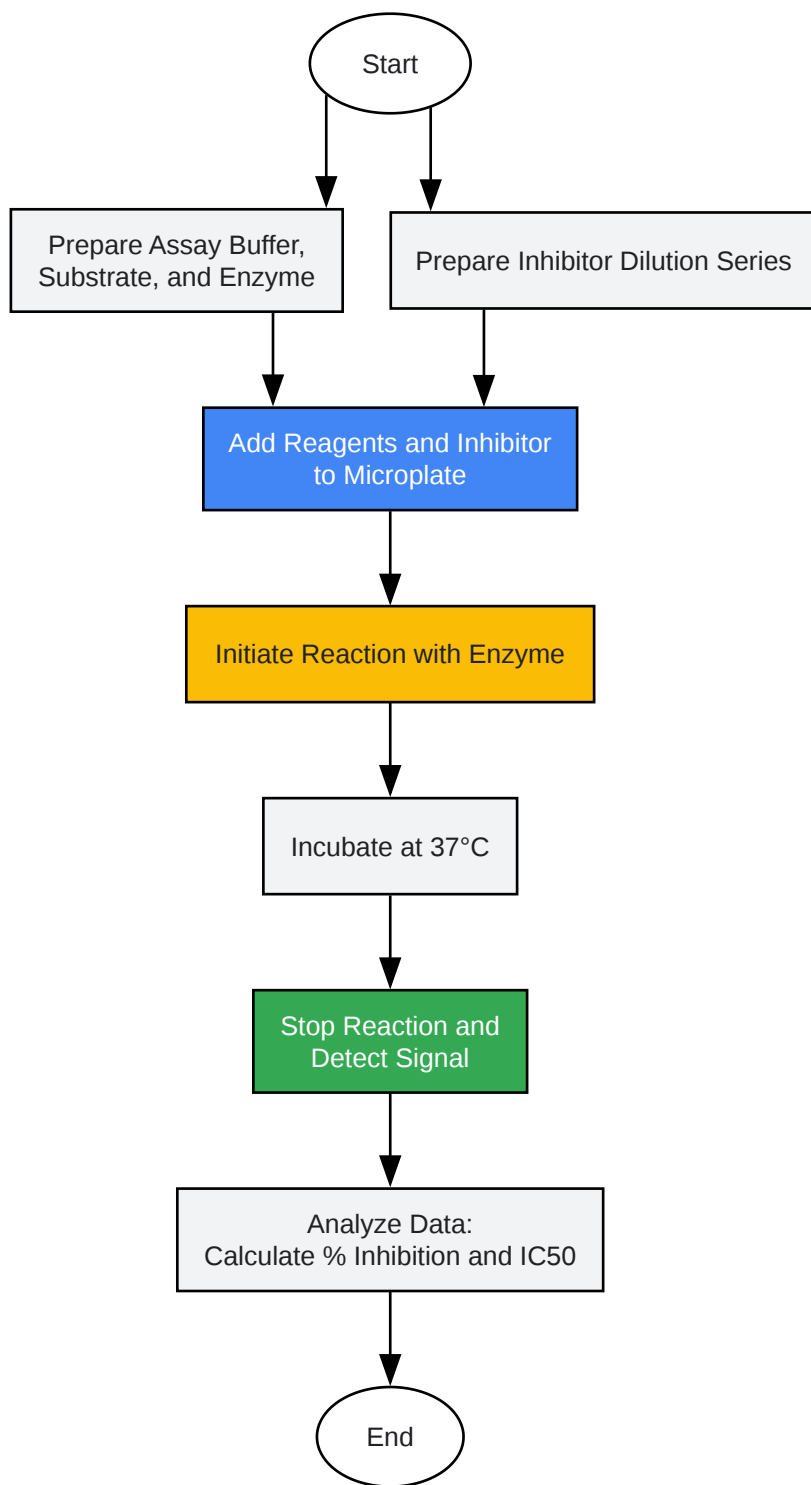 Start
Prepare Assay Buffer,
Substrate, and Enzyme
Prepare Inhibitor Dilution Series
Add Reagents and Inhibitor
to Microplate
Initiate Reaction with Enzyme
Incubate at 37°C
Stop Reaction and
Detect Signal
Analyze Data:
Calculate % Inhibition and IC50
End